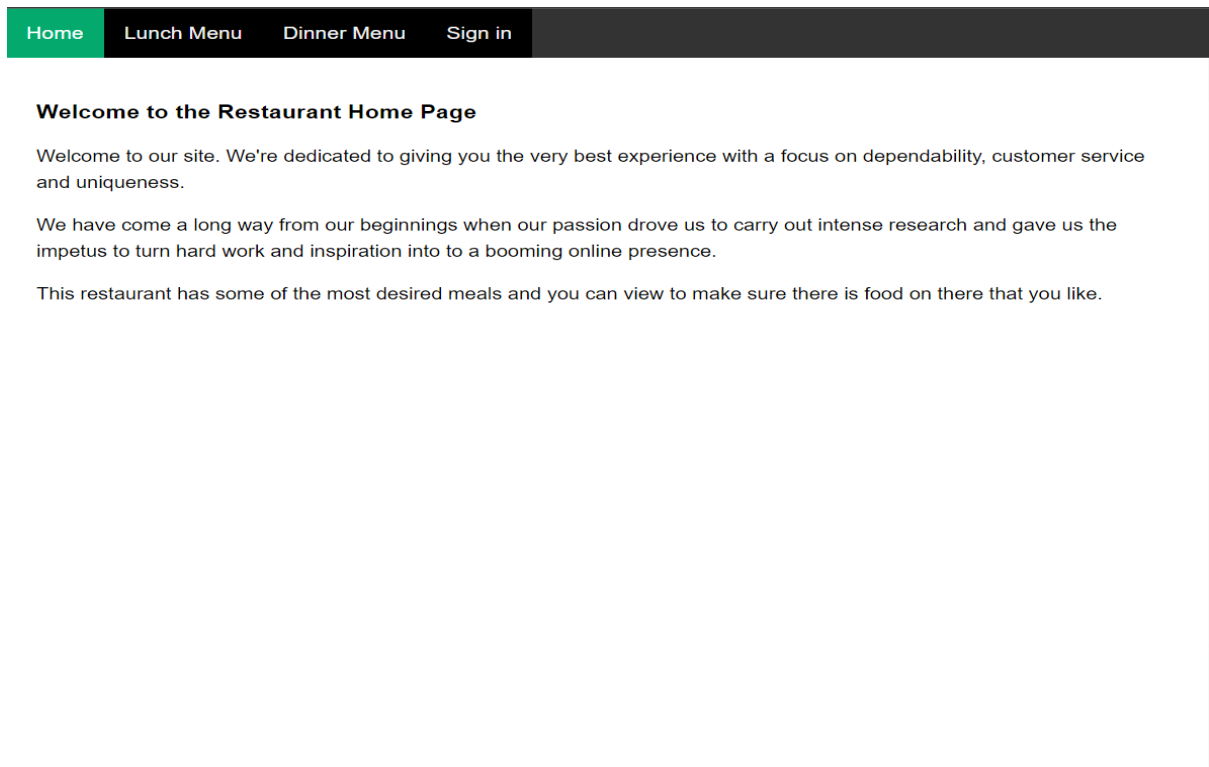 Home Lunch Menu Dinner Menu Sign in
Welcome to the Restaurant Home Page
Welcome to our site. We're dedicated to giving you the very best experience with a focus on dependability, customer service
and uniqueness.
We have come a long way from our beginnings when our passion drove us to carry out intense research and gave us the
impetus to turn hard work and inspiration into to a booming online presence.
This restaurant has some of the most desired meals and you can view to make sure there is food on there that you like.